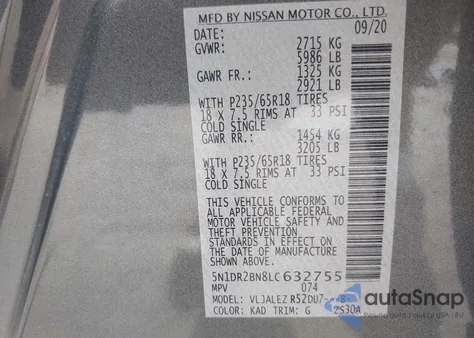 MFD BY NISSAN MOTOR CO., LTD.
DATE: 09/20
GVWR: 2715 KG
5986 LB
GAWR FR.: 1325 KG
2921 LB
WITH P235/65R18 TIRES
18 X 7.5 RIMS AT 33 PSI
COLD SINGLE
GAWR RR.: 1454 KG
3205 LB
WITH P235/65R18 TIRES
18 X 7.5 RIMS AT 33 PSI
COLD SINGLE
THIS VEHICLE CONFORMS TO
ALL APPLICABLE FEDERAL
MOTOR VEHICLE SAFETY AND
THEFT PREVENTION
STANDARDS IN EFFECT ON
THE DATE OF MANUFACTURE
SHOWN ABOVE.
5N1DR2BN8LC632755
MPV 074
MODEL: VLJALEZ
COLOR: KAD TRIM: G
autoSnap